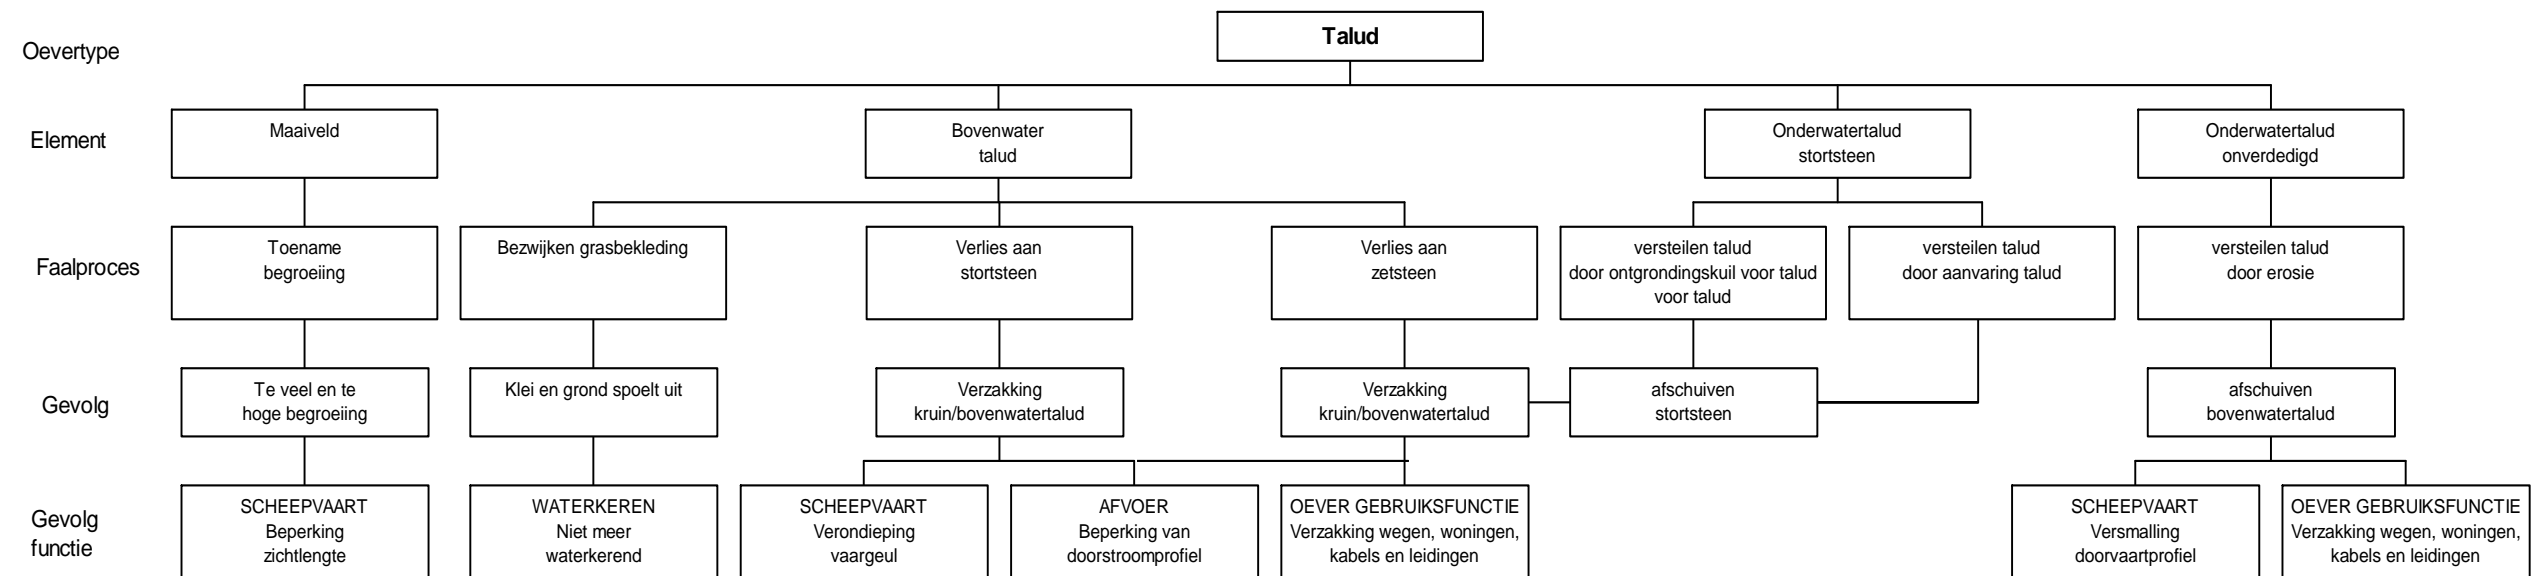 Talud
Oevertype
Element
Maaiveld
Bovenwater
talud
Onderwatertalud
stortsteen
Onderwatertalud
onverdedigd
Faalproces
Toename
begroeiing
Bezwijken grasbekleding
Verlies aan
stortsteen
Verlies aan
zetsteen
versteilen talud
door ontgrondingskuil voor talud
voor talud
versteilen talud
door aanvaring talud
versteilen talud
door erosie
Gevolg
Te veel en te
hoge begroeiing
Klei en grond spoelt uit
Verzakking
kruin/bovenwatertalud
Verzakking
kruin/bovenwatertalud
afschuiven
stortsteen
afschuiven
bovenwatertalud
Gevolg
functie
SCHEEPVAART
Beperking
zichtlengte
WATERKEREN
Niet meer
waterkerend
SCHEEPVAART
Verondieping
vaargeul
AFVOER
Beperking van
doorstroomprofiel
OEVER GEBRUIKSFUNCTIE
Verzakking wegen, woningen,
kabels en leidingen
SCHEEPVAART
Versmalling
doorvaartprofiel
OEVER GEBRUIKSFUNCTIE
Verzakking wegen, woningen,
kabels en leidingen